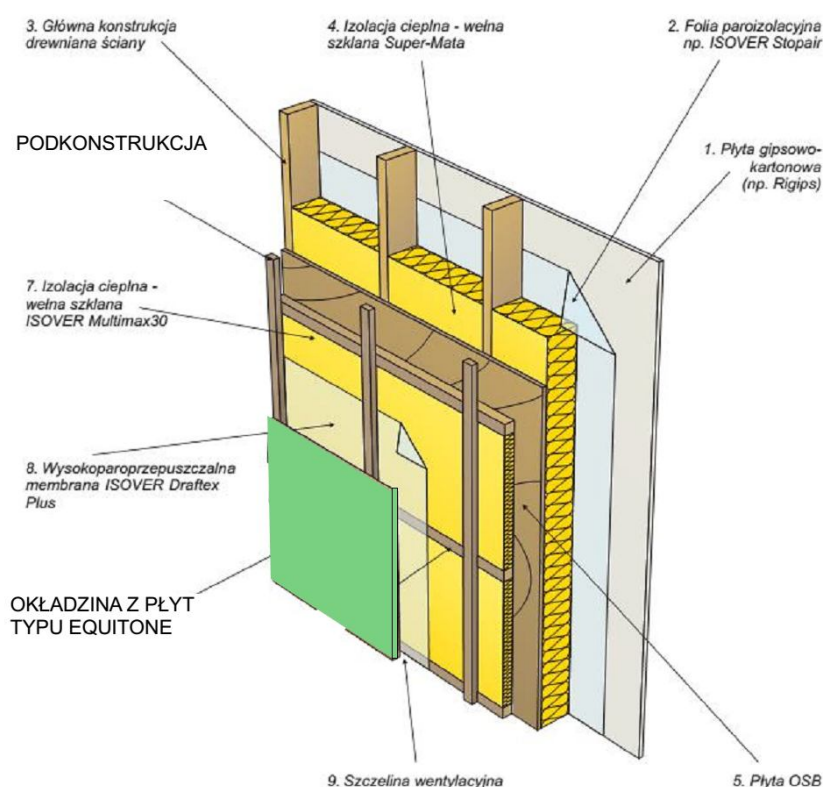 3. Główna konstrukcja
drewniana ściany
4. Izolacja cieplna - wełna
szklana Super-Mata
2. Folia paroizolacyjna
np. ISOVER Stopair
PODKONSTRUKCJA
1. Płyta gipsowo-
kartonowa
(np. Rigips)
7. Izolacja cieplna -
wełna szklana
ISOVER Multimax30
8. Wysokoparoprzepuszczalna
membrana ISOVER Draftex
Plus
OKŁADZINA Z PŁYT
TYPU EQUITONE
9. Szczelina wentylacyjna
5. Płyta OSB